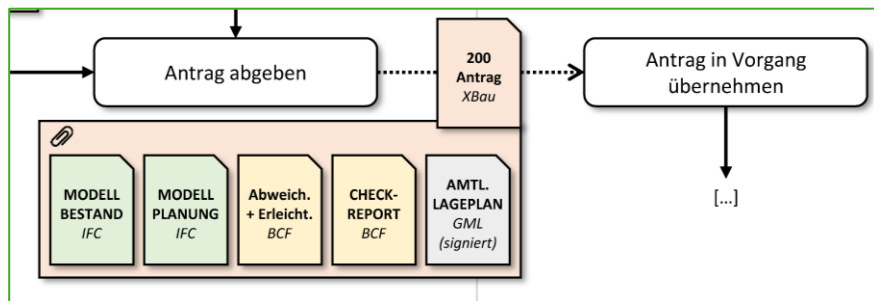 Antrag abgeben
200
Antrag
XBau
Antrag in Vorgang
übernehmen
[...]
MODELL
BESTAND
IFC
MODELL
PLANUNG
IFC
Abweich.
+ Erleicht.
BCF
CHECK-
REPORT
BCF
AMTL.
LAGEPLAN
GML
(signiert)